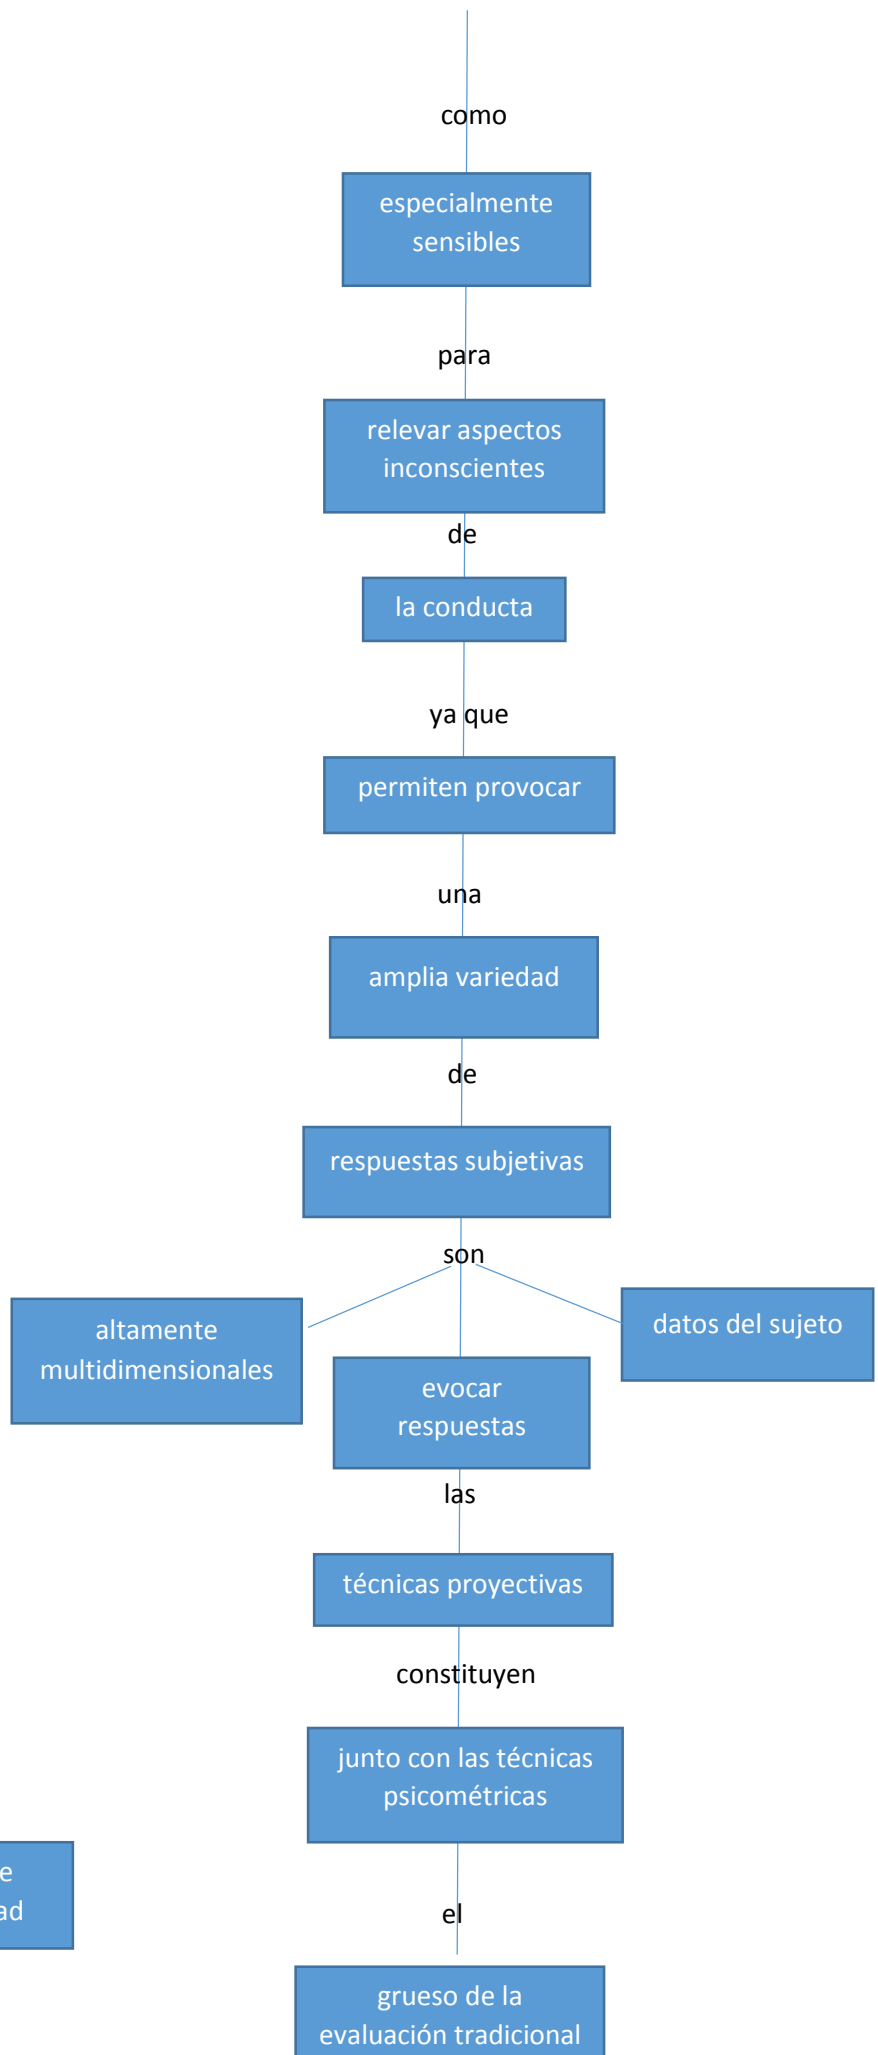 como
especialmente
sensibles
para
relevar aspectos
inconscientes
de
la conducta
ya que
permiten provocar
una
amplia variedad
de
respuestas subjetivas
son
altamente
multidimensionales
evocar
respuestas
datos del sujeto
las
técnicas proyectivas
constituyen
junto con las técnicas
psicométricas
e
ad
el
grueso de la
evaluación tradicional